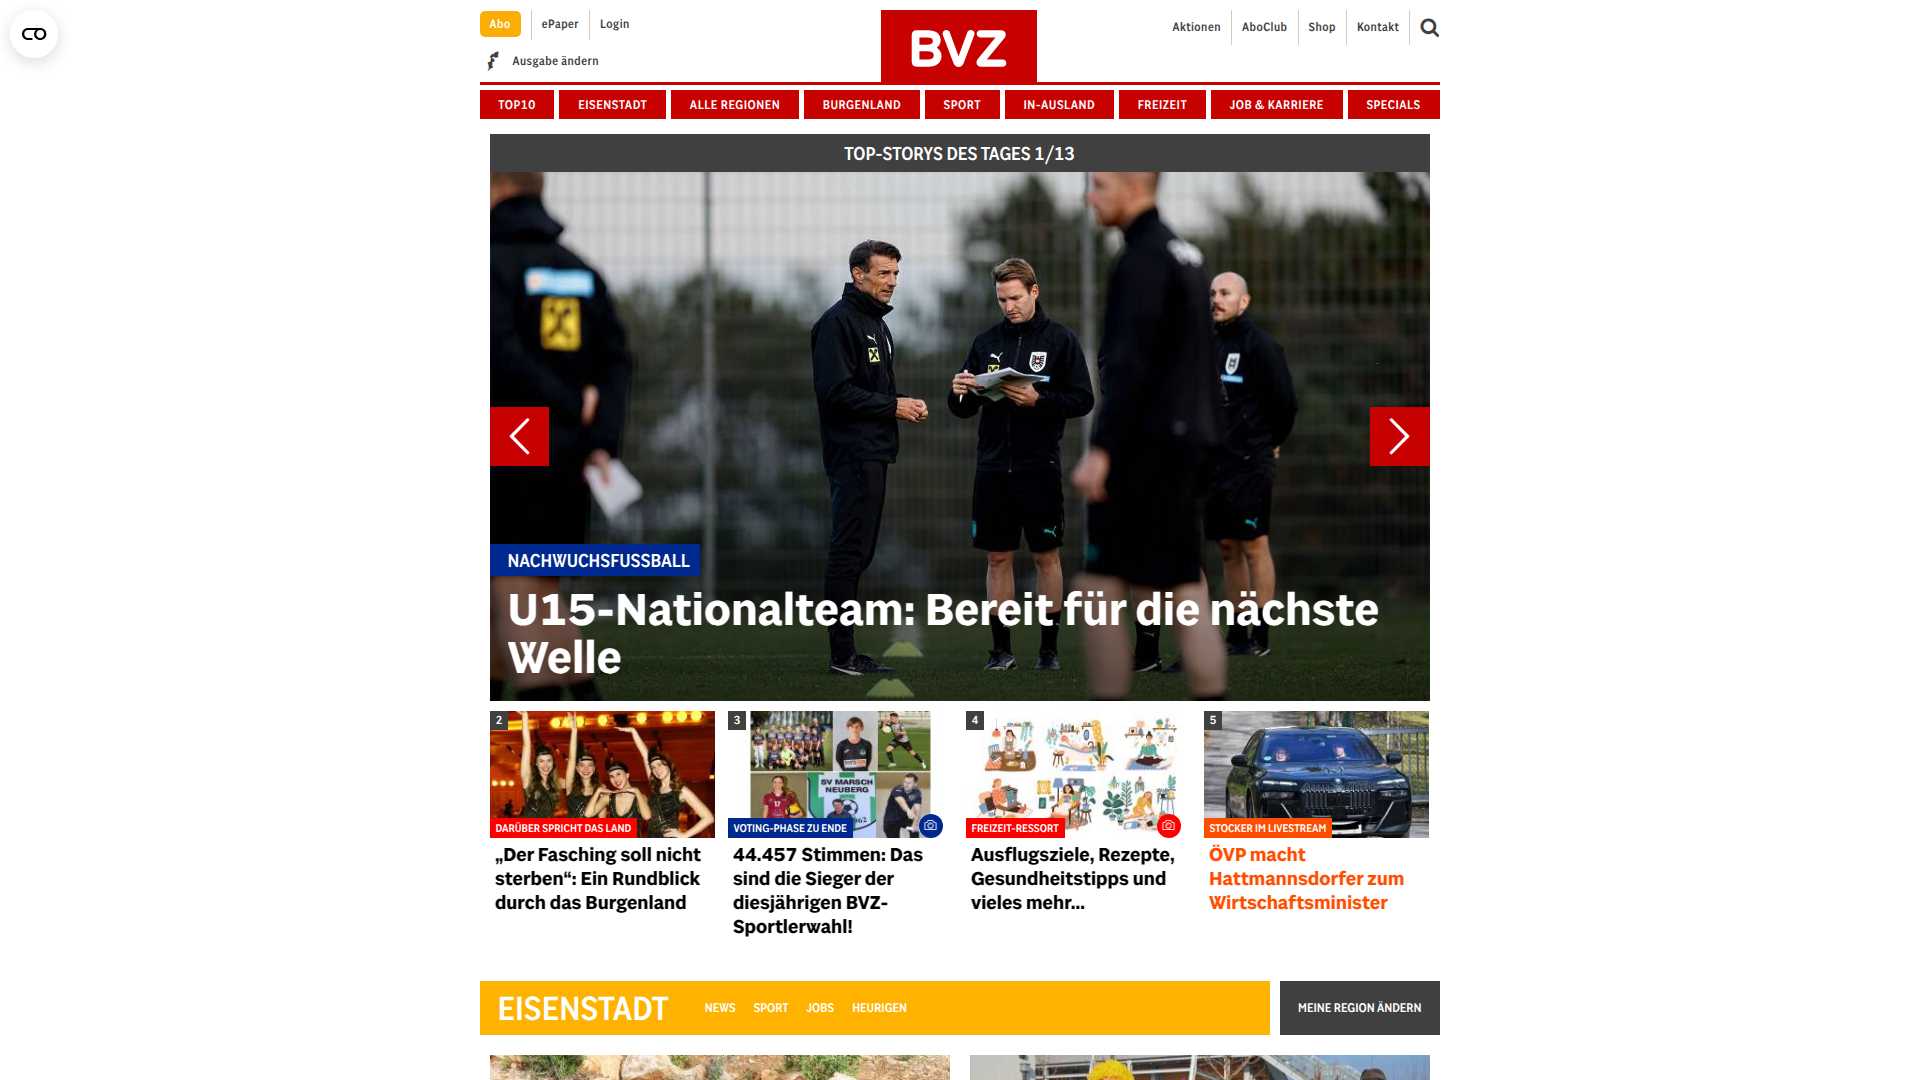 Abo
ePaper
Login
Ausgabe ändern
BVZ
Aktionen
AboClub
Shop
Kontakt
TOP10
EISENSTADT
ALLE REGIONEN
BURGENLAND
SPORT
IN-AUSLAND
FREIZEIT
JOB & KARRIERE
SPECIALS
TOP-STORYS DES TAGES 1/13
NACHWUCHSFUSSBALL
U15-Nationalteam: Bereit für die nächste
Welle
2
DARÜBER SPRICHT DAS LAND
„Der Fasching soll nicht
sterben“: Ein Rundblick
durch das Burgenland
3
SV MARSCH
NEUBERG
VOTING-PHASE ZU ENDE
44.457 Stimmen: Das
sind die Sieger der
diesjährigen BVZ-
Sportlerwahl!
4
FREIZEIT-RESSORT
Ausflugsziele, Rezepte,
Gesundheitstipps und
vieles mehr...
5
STOCKER IM LIVESTREAM
ÖVP macht
Hattmannsdorfer zum
Wirtschaftsminister
EISENSTADT
NEWS
SPORT
JOBS
HEURIGEN
MEINE REGION ÄNDERN